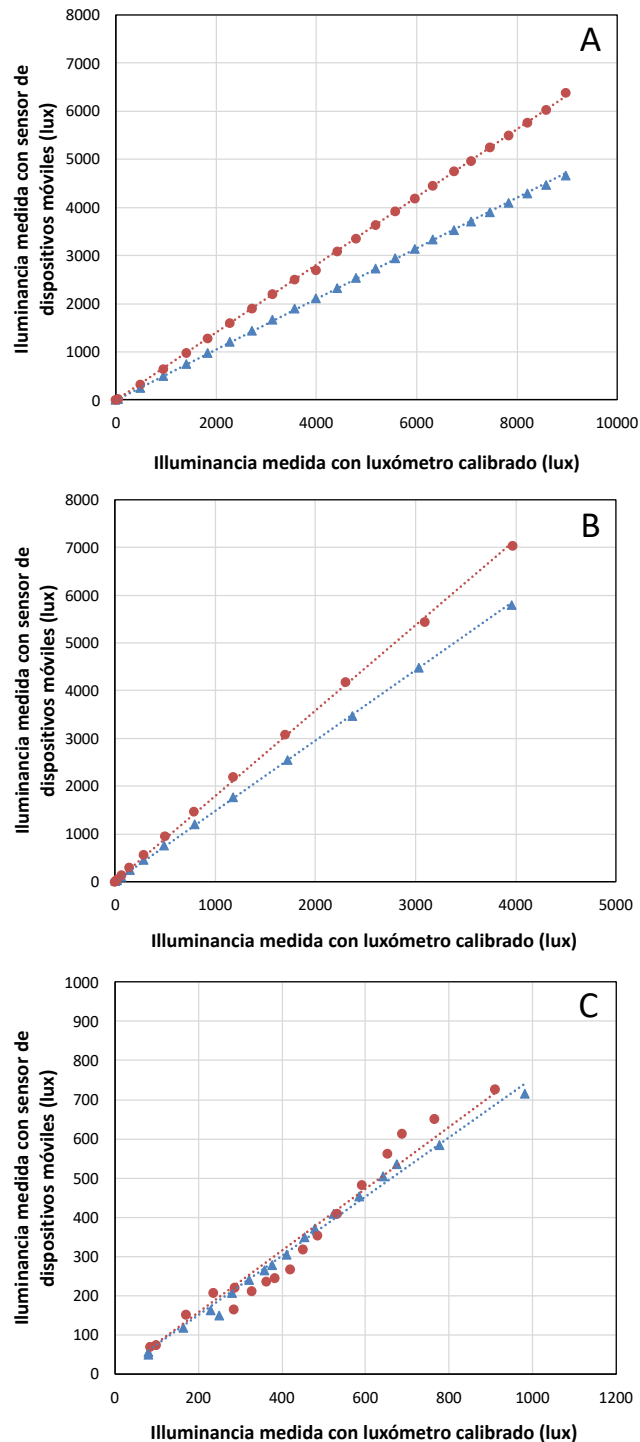 A
Iluminancia medida con sensor de
dispositivos móviles (lux)
8000
7000
6000
5000
4000
3000
2000
1000
0
0 2000 4000 6000 8000 10000
Illuminancia medida con luxómetro calibrado (lux)
B
Iluminancia medida con sensor de
dispositivos móviles (lux)
8000
7000
6000
5000
4000
3000
2000
1000
0
0 1000 2000 3000 4000 5000
Illuminancia medida con luxómetro calibrado (lux)
C
Iluminancia medida con sensor de
dispositivos móviles (lux)
1000
900
800
700
600
500
400
300
200
100
0
0 200 400 600 800 1000 1200
Illuminancia medida con luxómetro calibrado (lux)